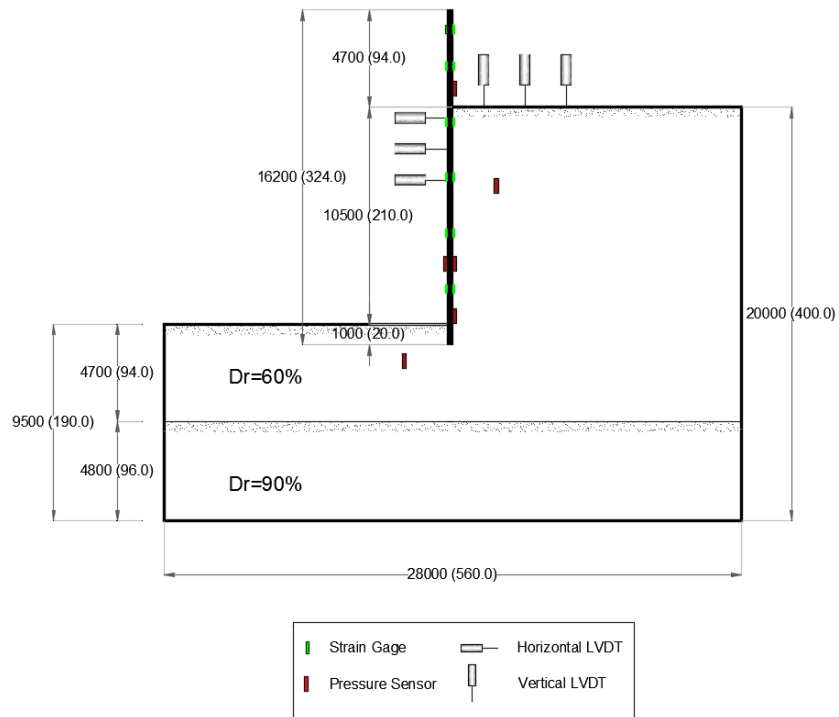 4700 (94.0)
16200 (324.0)
10500 (210.0)
20000 (400.0)
1000 (20.0)
4700 (94.0)
Dr=60%
9500 (190.0)
4800 (96.0)
Dr=90%
28000 (560.0)
Strain Gage
Horizontal LVDT
Pressure Sensor
Vertical LVDT